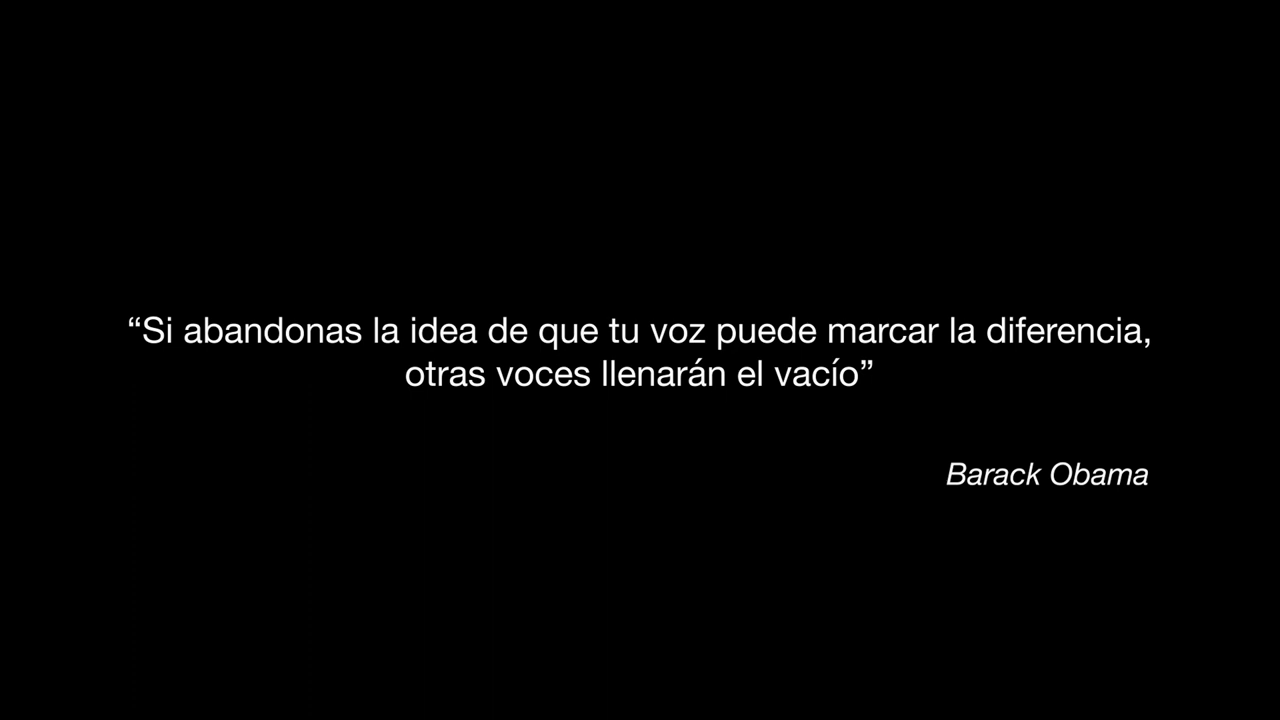 “Si abandonas la idea de que tu voz puede marcar la diferencia,
otras voces llenarán el vacío”
Barack Obama